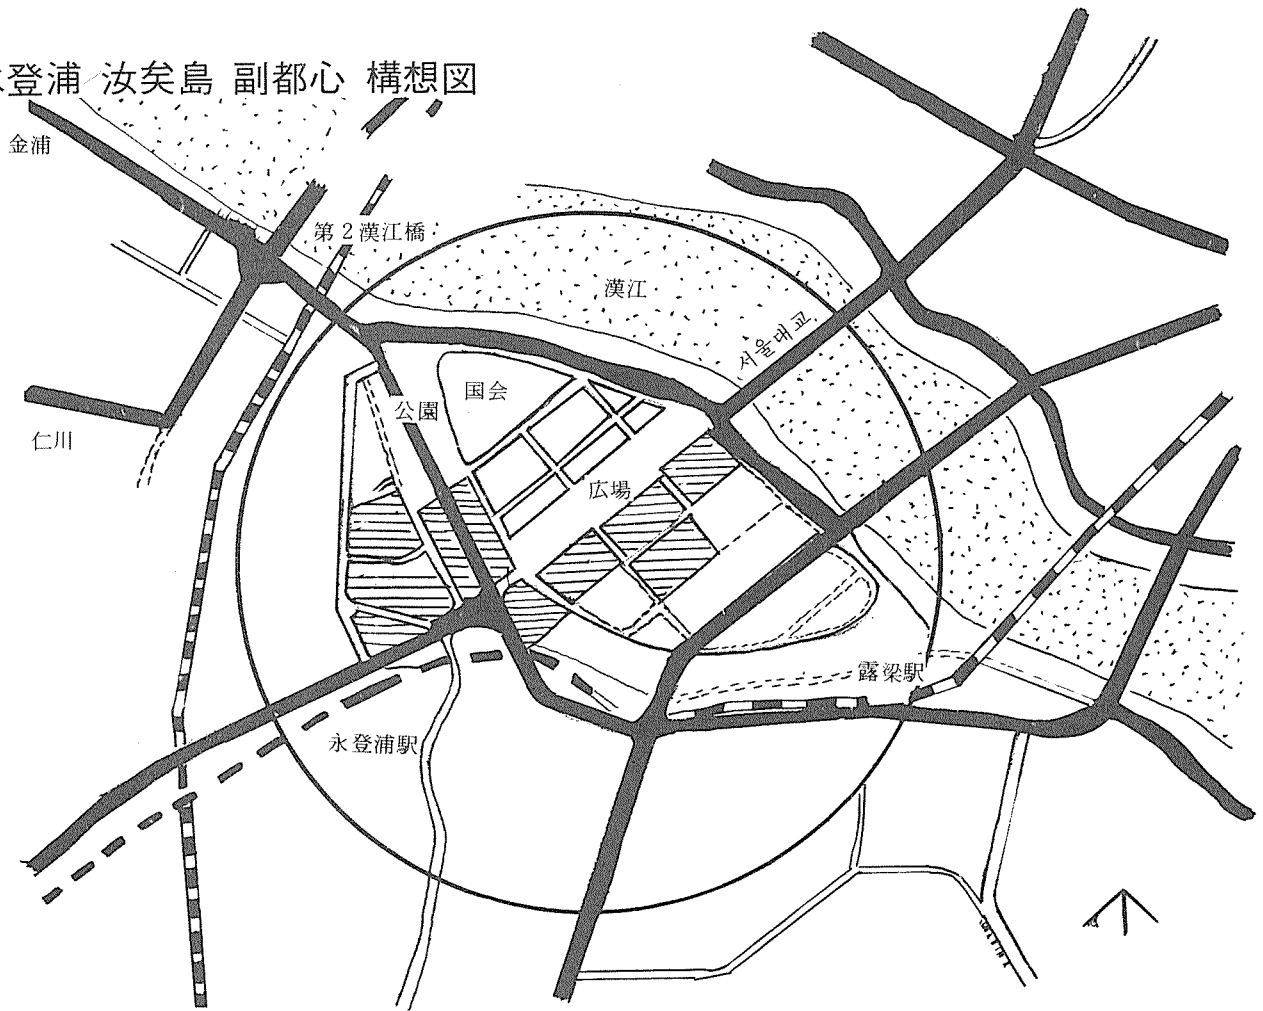 登浦 汝矣島 副都心 構想図
金浦
第2漢江橋
漢江
서울대교
国会
公園
仁川
広場
露梁駅
永登浦駅